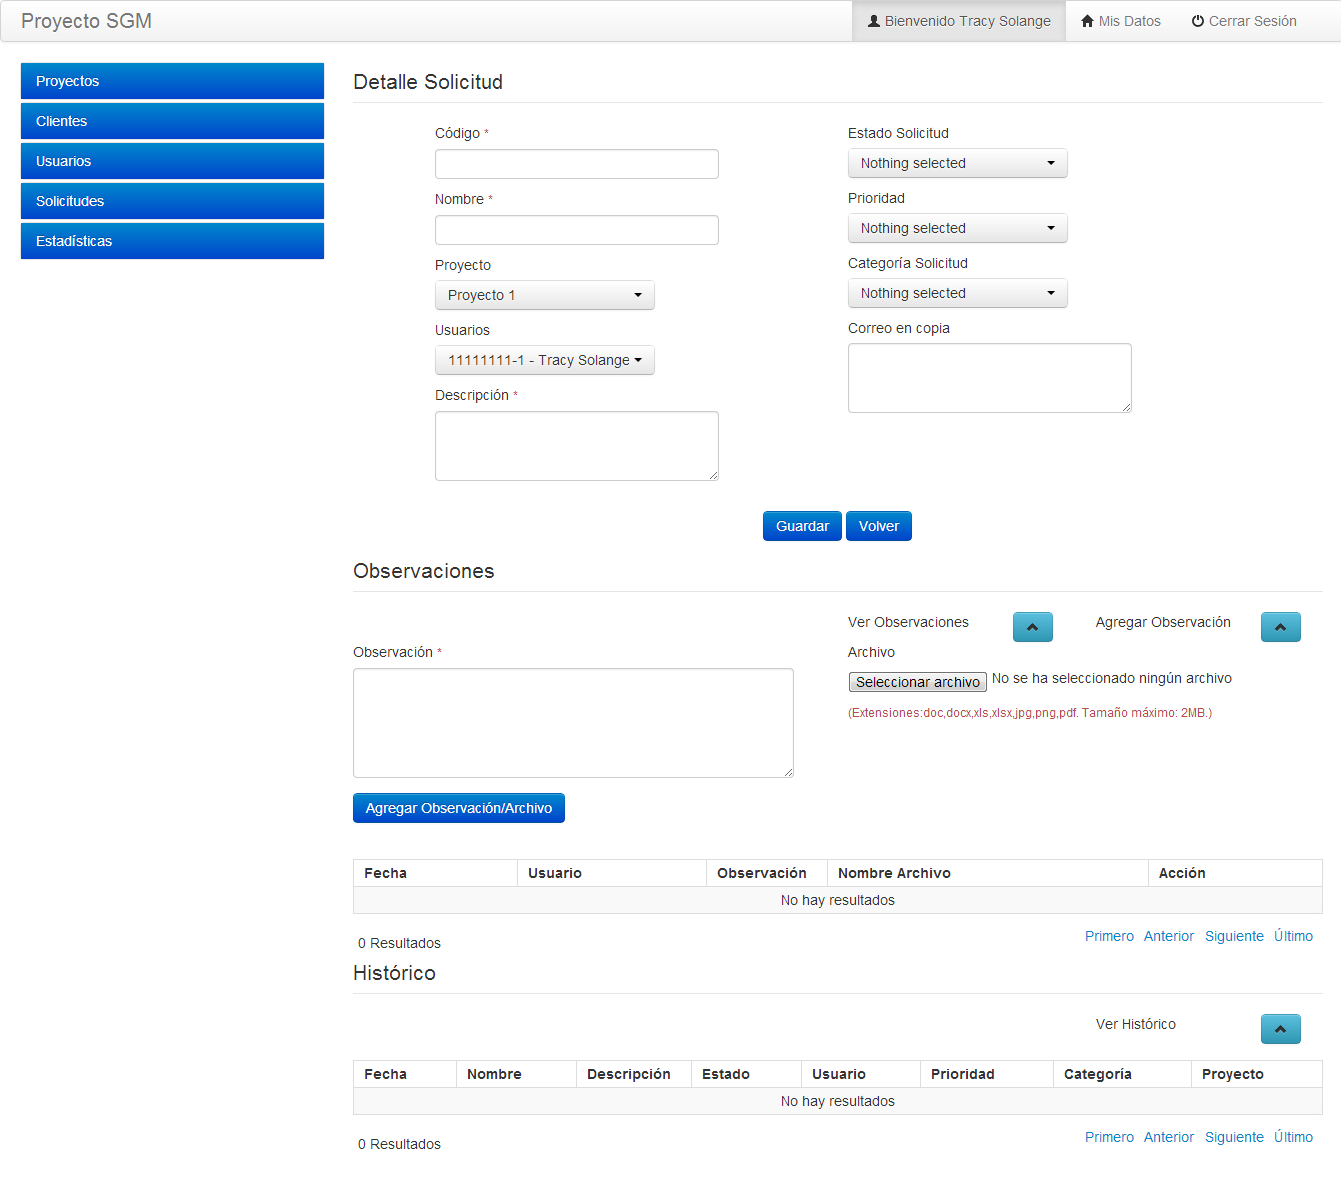 Proyecto SGM
Bienvenido Tracy Solange
Mis Datos
Cerrar Sesión
Proyectos
Clientes
Usuarios
Solicitudes
Estadísticas
Detalle Solicitud
Código *
Nombre *
Proyecto
Proyecto 1
Usuarios
11111111-1 - Tracy Solange
Descripción *
Estado Solicitud
Nothing selected
Prioridad
Nothing selected
Categoría Solicitud
Nothing selected
Correo en copia
Guardar
Volver
Observaciones
Ver Observaciones
Agregar Observación
Observación *
Archivo
Seleccionar archivo No se ha seleccionado ningún archivo
(Extensiones:doc,docx,xls,xlsx,jpg,png,pdf. Tamaño máximo: 2MB.)
Agregar Observación/Archivo
Fecha Usuario Observación Nombre Archivo Acción
No hay resultados
0 Resultados
Primero Anterior Siguiente Último
Histórico
Ver Histórico
Fecha Nombre Descripción Estado Usuario Prioridad Categoría Proyecto
No hay resultados
0 Resultados
Primero Anterior Siguiente Último